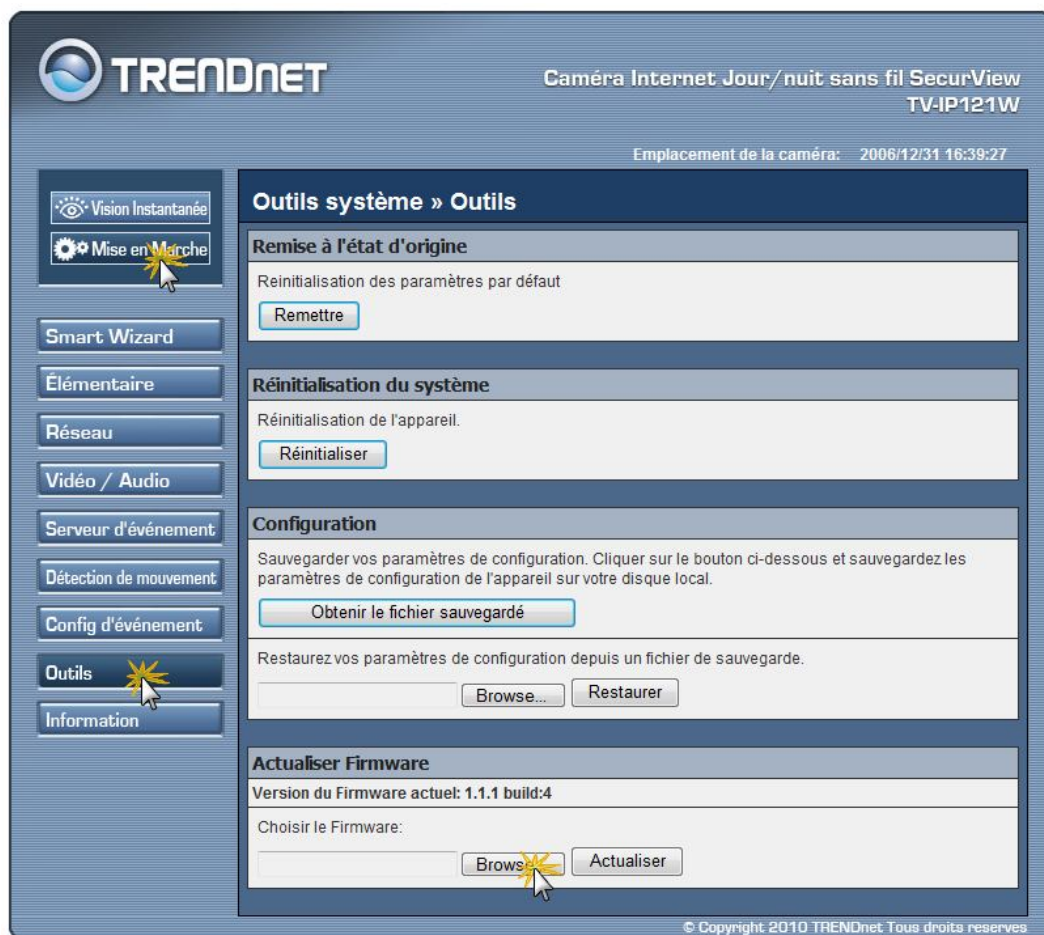 TRENDNET
Caméra Internet Jour/nuit sans fil SecurView
TV-IP121W
Emplacement de la caméra: 2006/12/31 16:39:27
Vision Instantanée
Mise en Marche
Smart Wizard
Élémentaire
Réseau
Vidéo / Audio
Serveur d'événement
Détection de mouvement
Config d'événement
Outils
Information
Outils système » Outils
Remise à l'état d'origine
Reinitialisation des paramètres par défaut
Remettre
Réinitialisation du système
Réinitialisation de l'appareil.
Réinitialiser
Configuration
Sauvegarder vos paramètres de configuration. Cliquer sur le bouton ci-dessous et sauvegardez les
paramètres de configuration de l'appareil sur votre disque local.
Obtenir le fichier sauvegardé
Restaurez vos paramètres de configuration depuis un fichier de sauvegarde.
Browse... Restaurer
Actualiser Firmware
Version du Firmware actuel: 1.1.1 build:4
Choisir le Firmware:
Browse... Actualiser
© Copyright 2010 TRENDnet Tous droits reserves